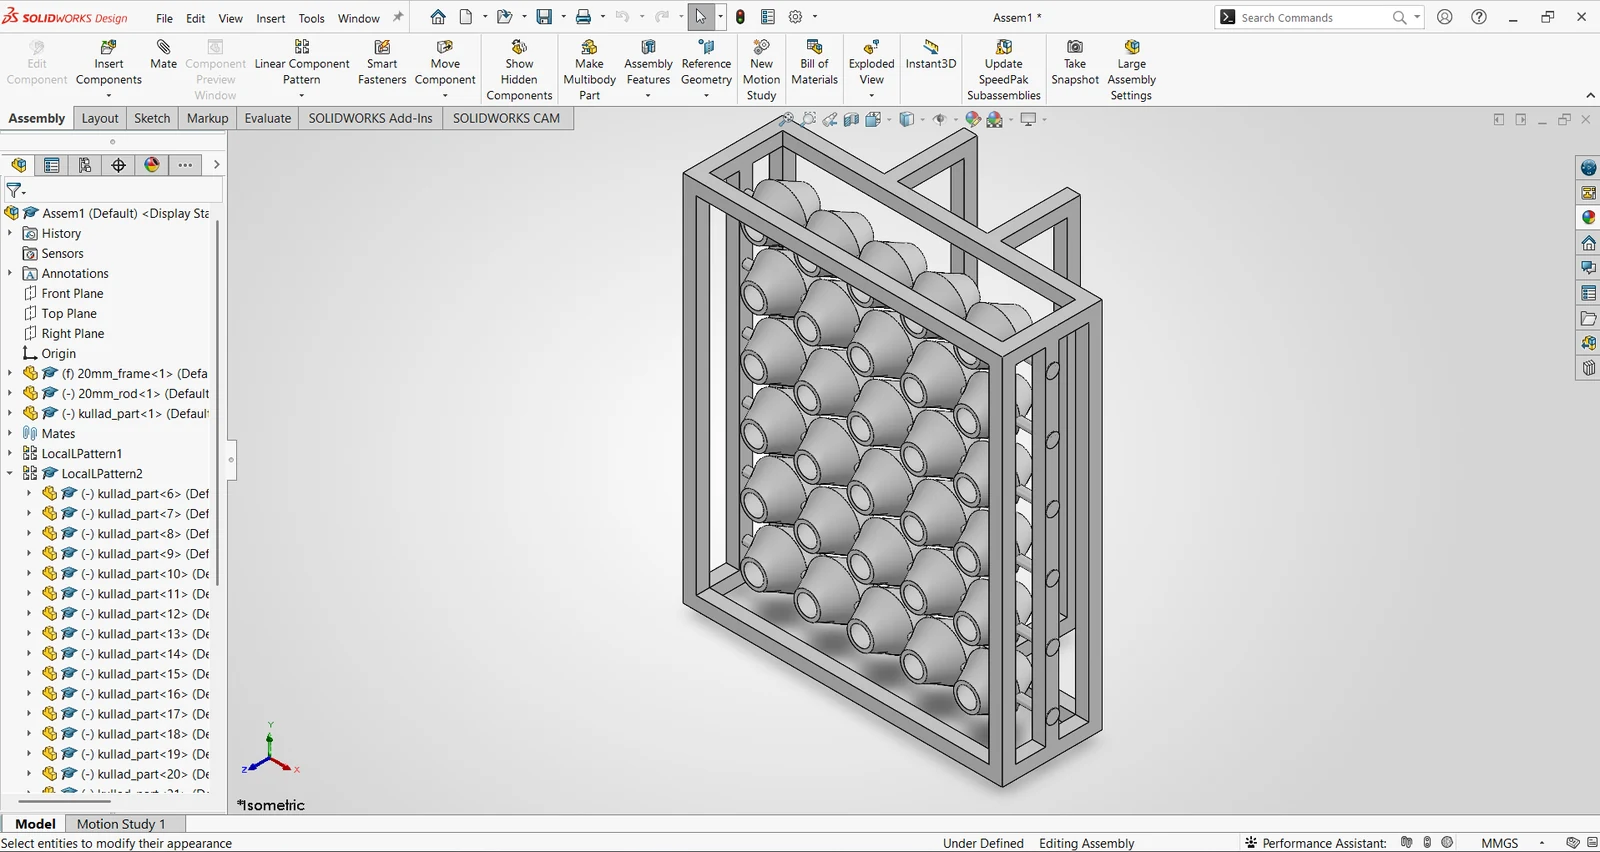 SOLIDWORKS Design File Edit View Insert Tools Window Assem1 * Search Commands
Edit Component
Insert Components
Mate
Component Preview Window
Linear Component Pattern
Smart Fasteners
Move Component
Show Hidden Components
Make Multibody Part
Assembly Features
Reference Geometry
New Motion Study
Bill of Materials
Exploded View
Instant3D
Update SpeedPak Subassemblies
Take Snapshot
Large Assembly Settings
Assembly Layout Sketch Markup Evaluate SOLIDWORKS Add-Ins SOLIDWORKS CAM
Assem1 (Default) <Display Sta
History
Sensors
Annotations
Front Plane
Top Plane
Right Plane
Origin
(f) 20mm_frame<1> (Defa
(-) 20mm_rod<1> (Default
(-) kullad_part<1> (Default
Mates
LocalLPattern1
LocalLPattern2
(-) kullad_part<6> (Def
(-) kullad_part<7> (Def
(-) kullad_part<8> (Def
(-) kullad_part<9> (Def
(-) kullad_part<10> (De
(-) kullad_part<11> (De
(-) kullad_part<12> (De
(-) kullad_part<13> (De
(-) kullad_part<14> (De
(-) kullad_part<15> (De
(-) kullad_part<16> (De
(-) kullad_part<17> (De
(-) kullad_part<18> (De
(-) kullad_part<19> (De
(-) kullad_part<20> (De
Y
Z X
*Isometric
Model Motion Study 1
Select entities to modify their appearance Under Defined Editing Assembly Performance Assistant: MMGS